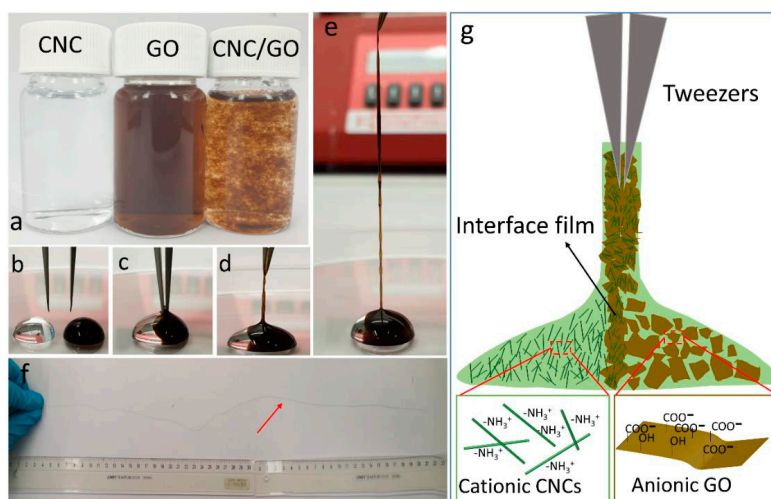 CNC GO CNC/GO
a
b
c
d
e
f
g
Tweezers
Interface film
-NH₃⁺
-NH₃⁺
-NH₃⁺
-NH₃⁺
-NH₃⁺
-NH₃⁺
Cationic CNCs
COO⁻
COO⁻ COO⁻
COO⁻ COO⁻
OH OH
Anionic GO